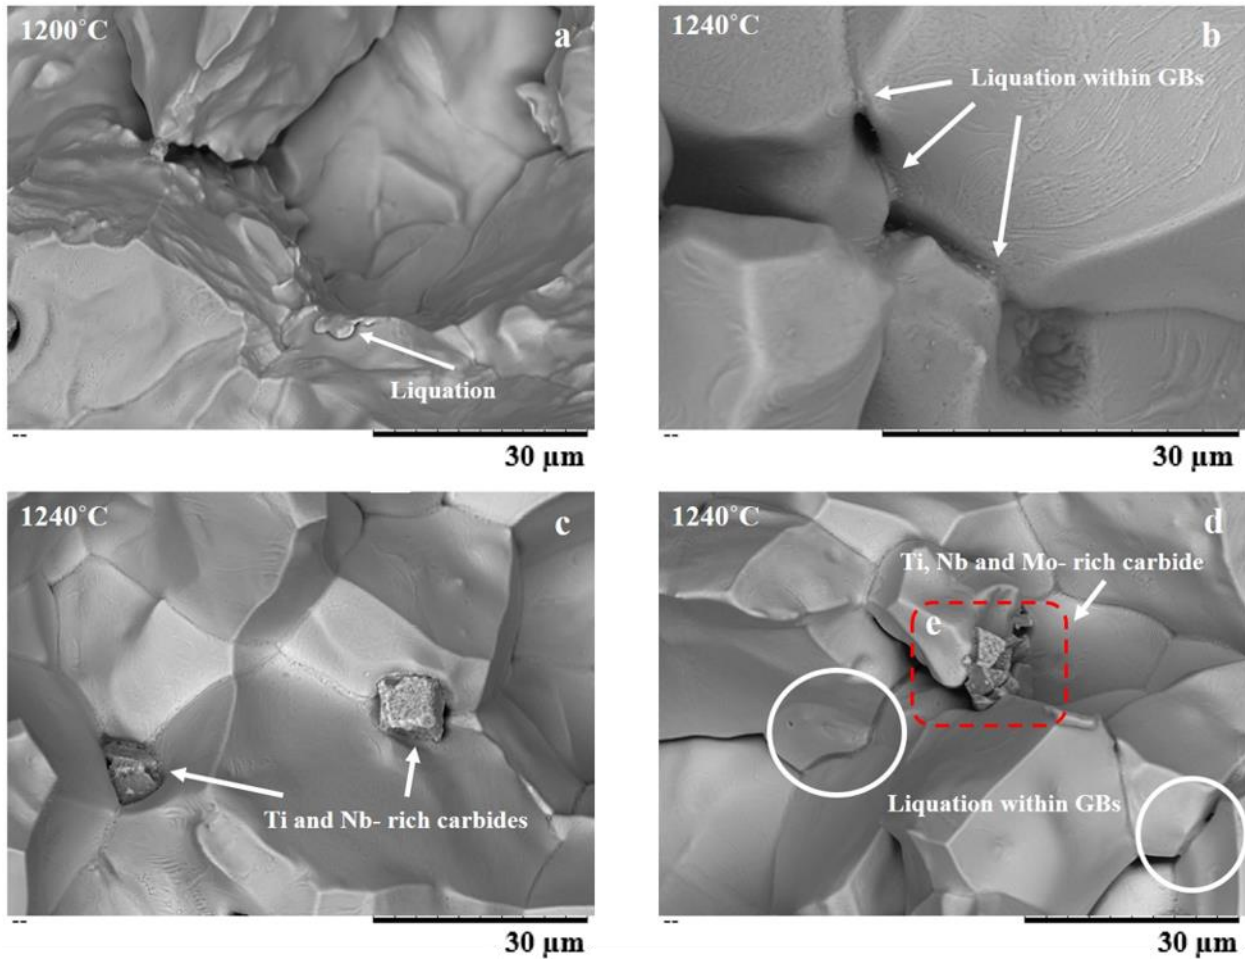 1200°C
a
Liquation
--
30 µm
1240°C
b
Liquation within GBs
30 µm
1240°C
c
Ti and Nb- rich carbides
--
30 µm
1240°C
d
Ti, Nb and Mo- rich carbide
e
Liquation within GBs
--
30 µm